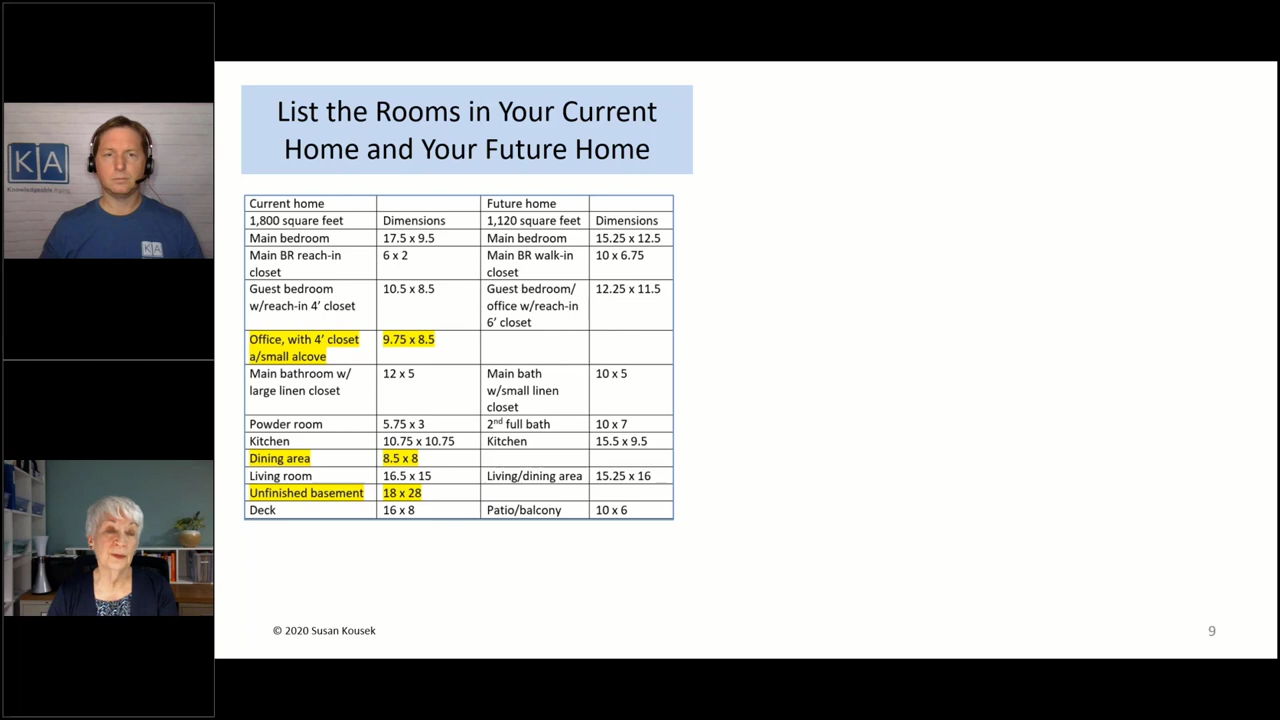 K A
Knowledgeable Aging
KA
List the Rooms in Your Current
Home and Your Future Home
Current home Future home
1,800 square feet Dimensions 1,120 square feet Dimensions
Main bedroom 17.5 x 9.5 Main bedroom 15.25 x 12.5
Main BR reach-in 6 x 2 Main BR walk-in 10 x 6.75
closet closet
Guest bedroom 10.5 x 8.5 Guest bedroom/ 12.25 x 11.5
w/reach-in 4’ closet office w/reach-in
6’ closet
Office, with 4’ closet 9.75 x 8.5
a/small alcove
Main bathroom w/ 12 x 5 Main bath 10 x 5
large linen closet w/small linen
closet
Powder room 5.75 x 3 2nd full bath 10 x 7
Kitchen 10.75 x 10.75 Kitchen 15.5 x 9.5
Dining area 8.5 x 8
Living room 16.5 x 15 Living/dining area 15.25 x 16
Unfinished basement 18 x 28
Deck 16 x 8 Patio/balcony 10 x 6
© 2020 Susan Kousek
9